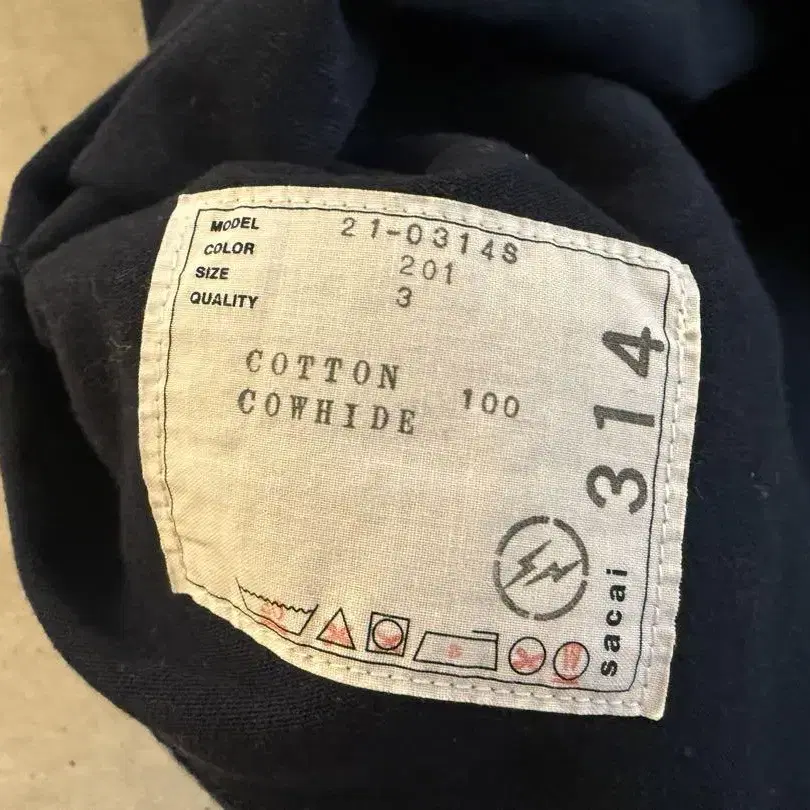 MODEL 21-0314S
COLOR 201
SIZE 3
QUALITY
COTTON 100
COWHIDE
sacai 314